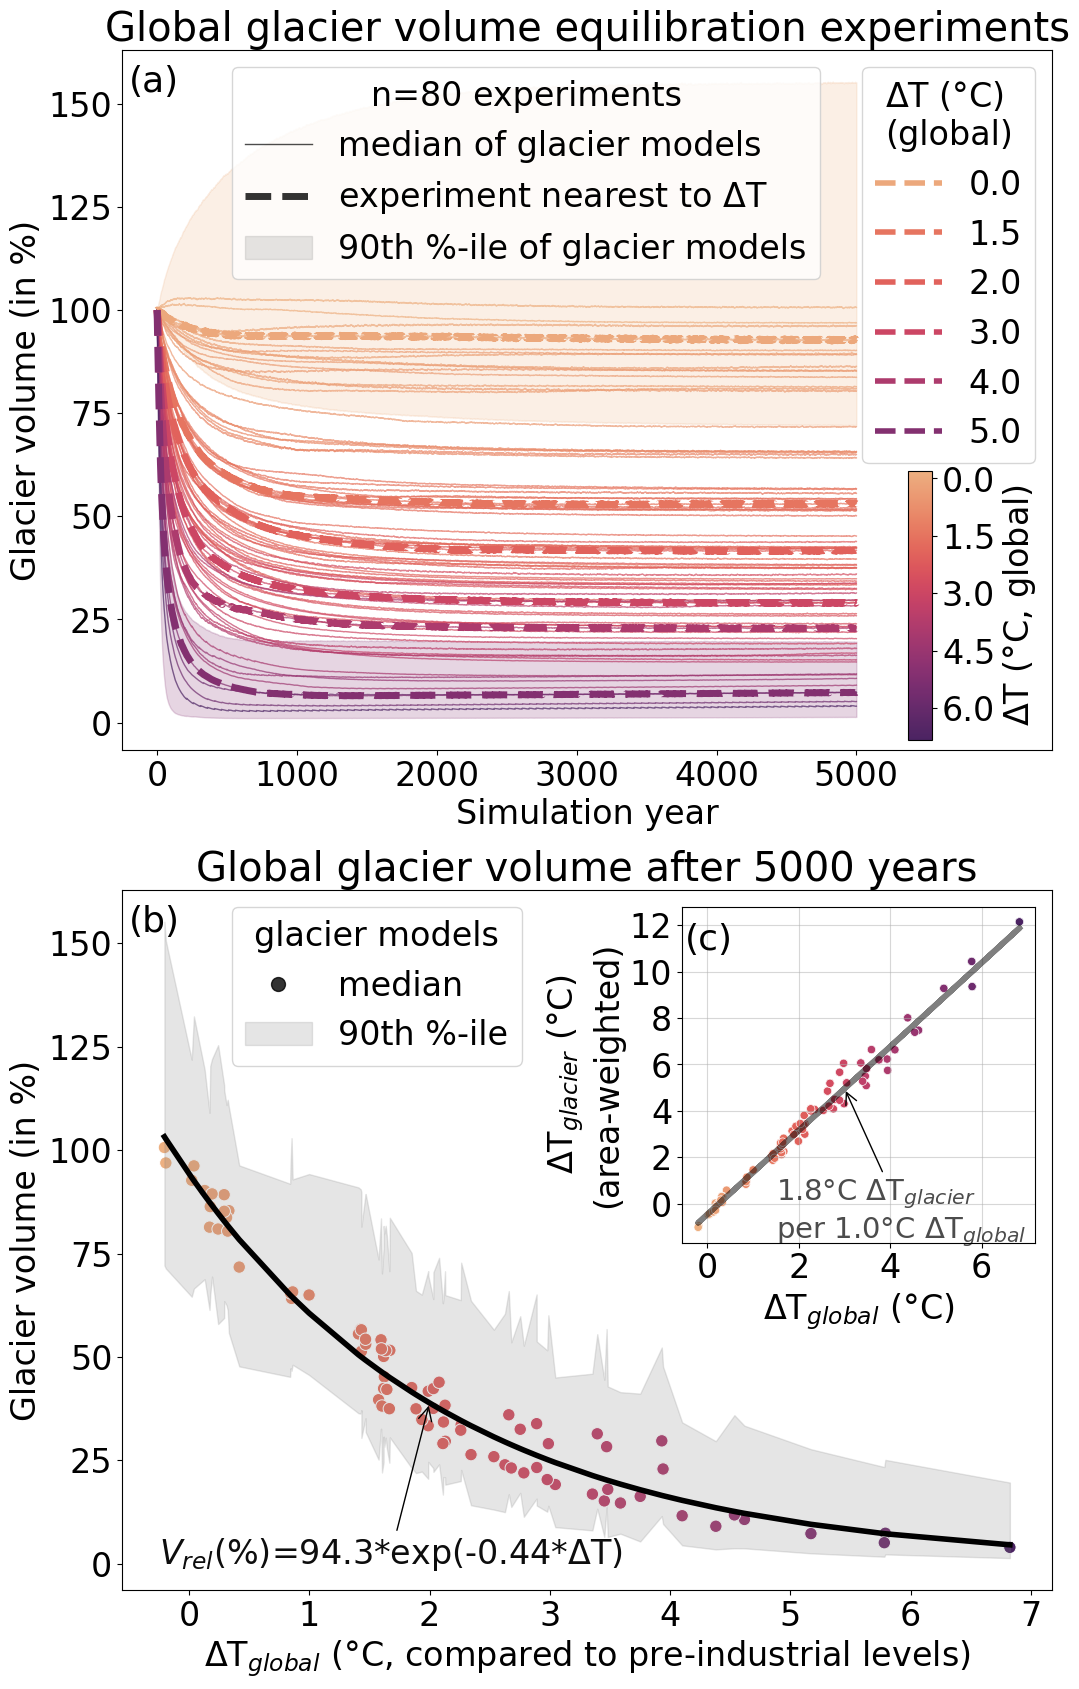 Global glacier volume equilibration experiments
(a)
n=80 experiments
median of glacier models
experiment nearest to ΔT
90th %-ile of glacier models
ΔT (°C)
(global)
0.0
1.5
2.0
3.0
4.0
5.0
0.0
1.5
3.0
4.5
6.0
ΔT (°C, global)
Glacier volume (in %)
150
125
100
75
50
25
0
0 1000 2000 3000 4000 5000
Simulation year
Global glacier volume after 5000 years
(b)
glacier models
median
90th %-ile
Glacier volume (in %)
150
125
100
75
50
25
0
V_rel(%)=94.3*exp(-0.44*ΔT)
0 1 2 3 4 5 6 7
ΔT_global (°C, compared to pre-industrial levels)
(c)
ΔT_glacier (°C)
(area-weighted)
12
10
8
6
4
2
0
1.8°C ΔT_glacier
per 1.0°C ΔT_global
0 2 4 6
ΔT_global (°C)